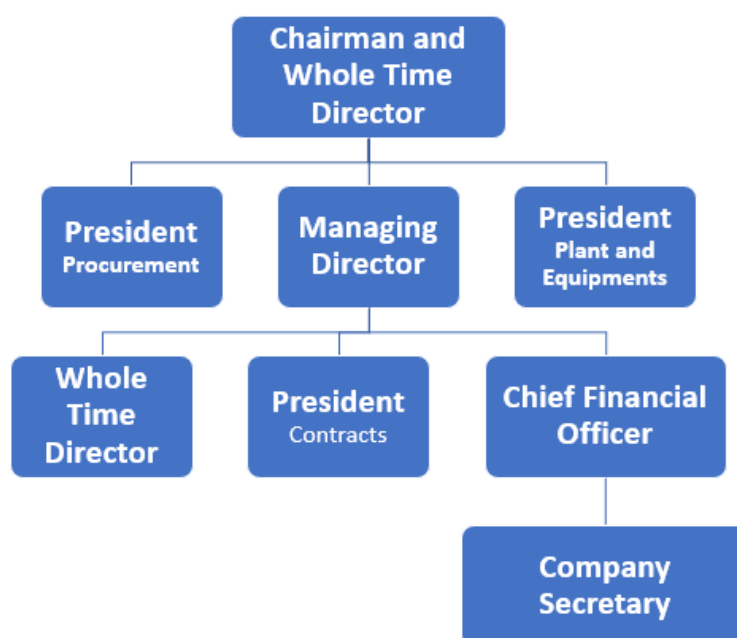 Chairman and
Whole Time
Director
President
Procurement
Managing
Director
President
Plant and
Equipments
Whole
Time
Director
President
Contracts
Chief Financial
Officer
Company
Secretary